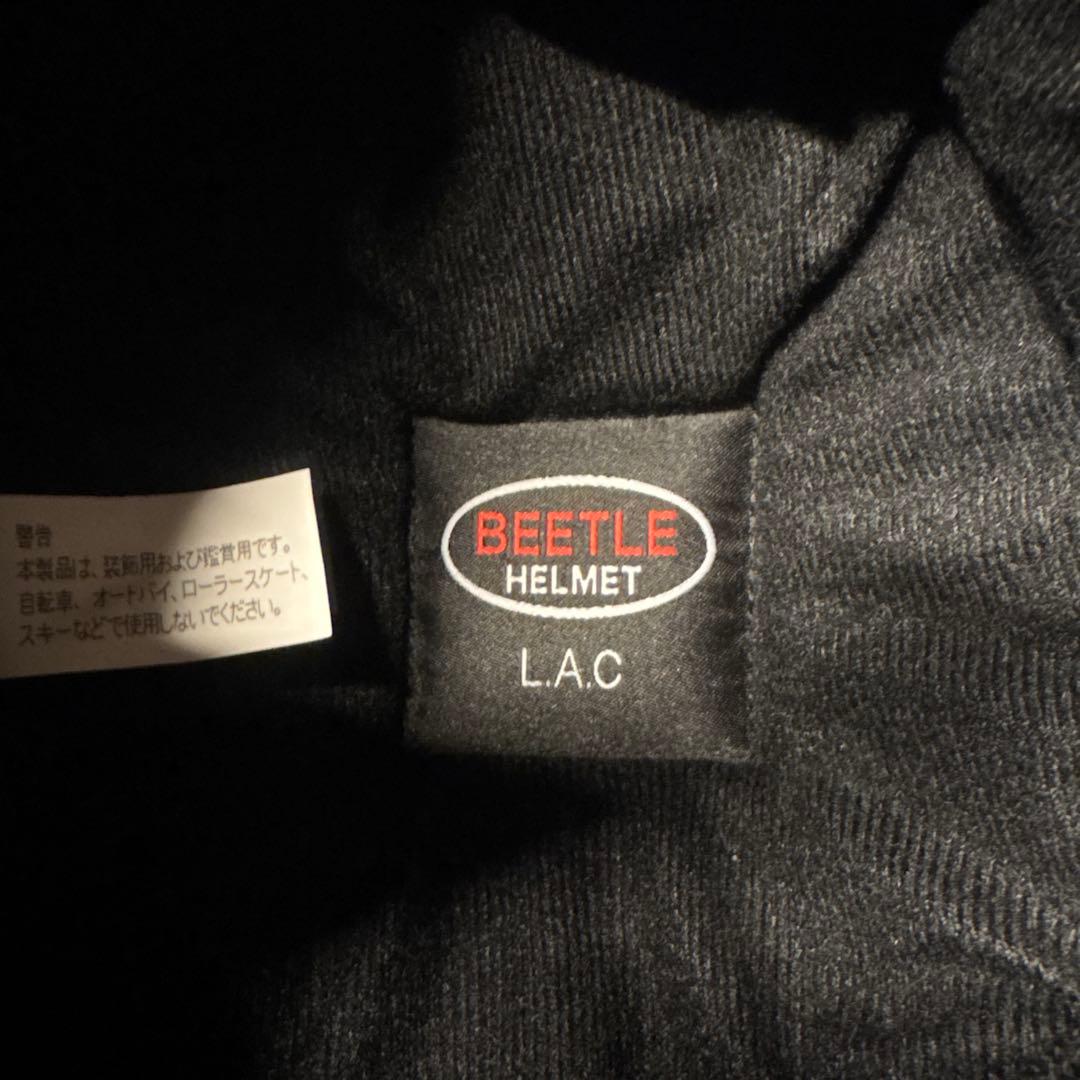 警告
本製品は、装飾用および鑑賞用です。
自転車、オートバイ、ローラースケート、
スキーなどで使用しないでください。
BEETLE
HELMET
L.A.C